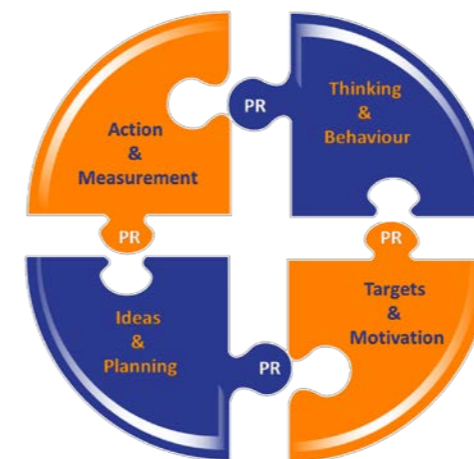 Action
&
Measurement
PR
Thinking
&
Behaviour
PR
PR
Ideas
&
Planning
PR
Targets
&
Motivation